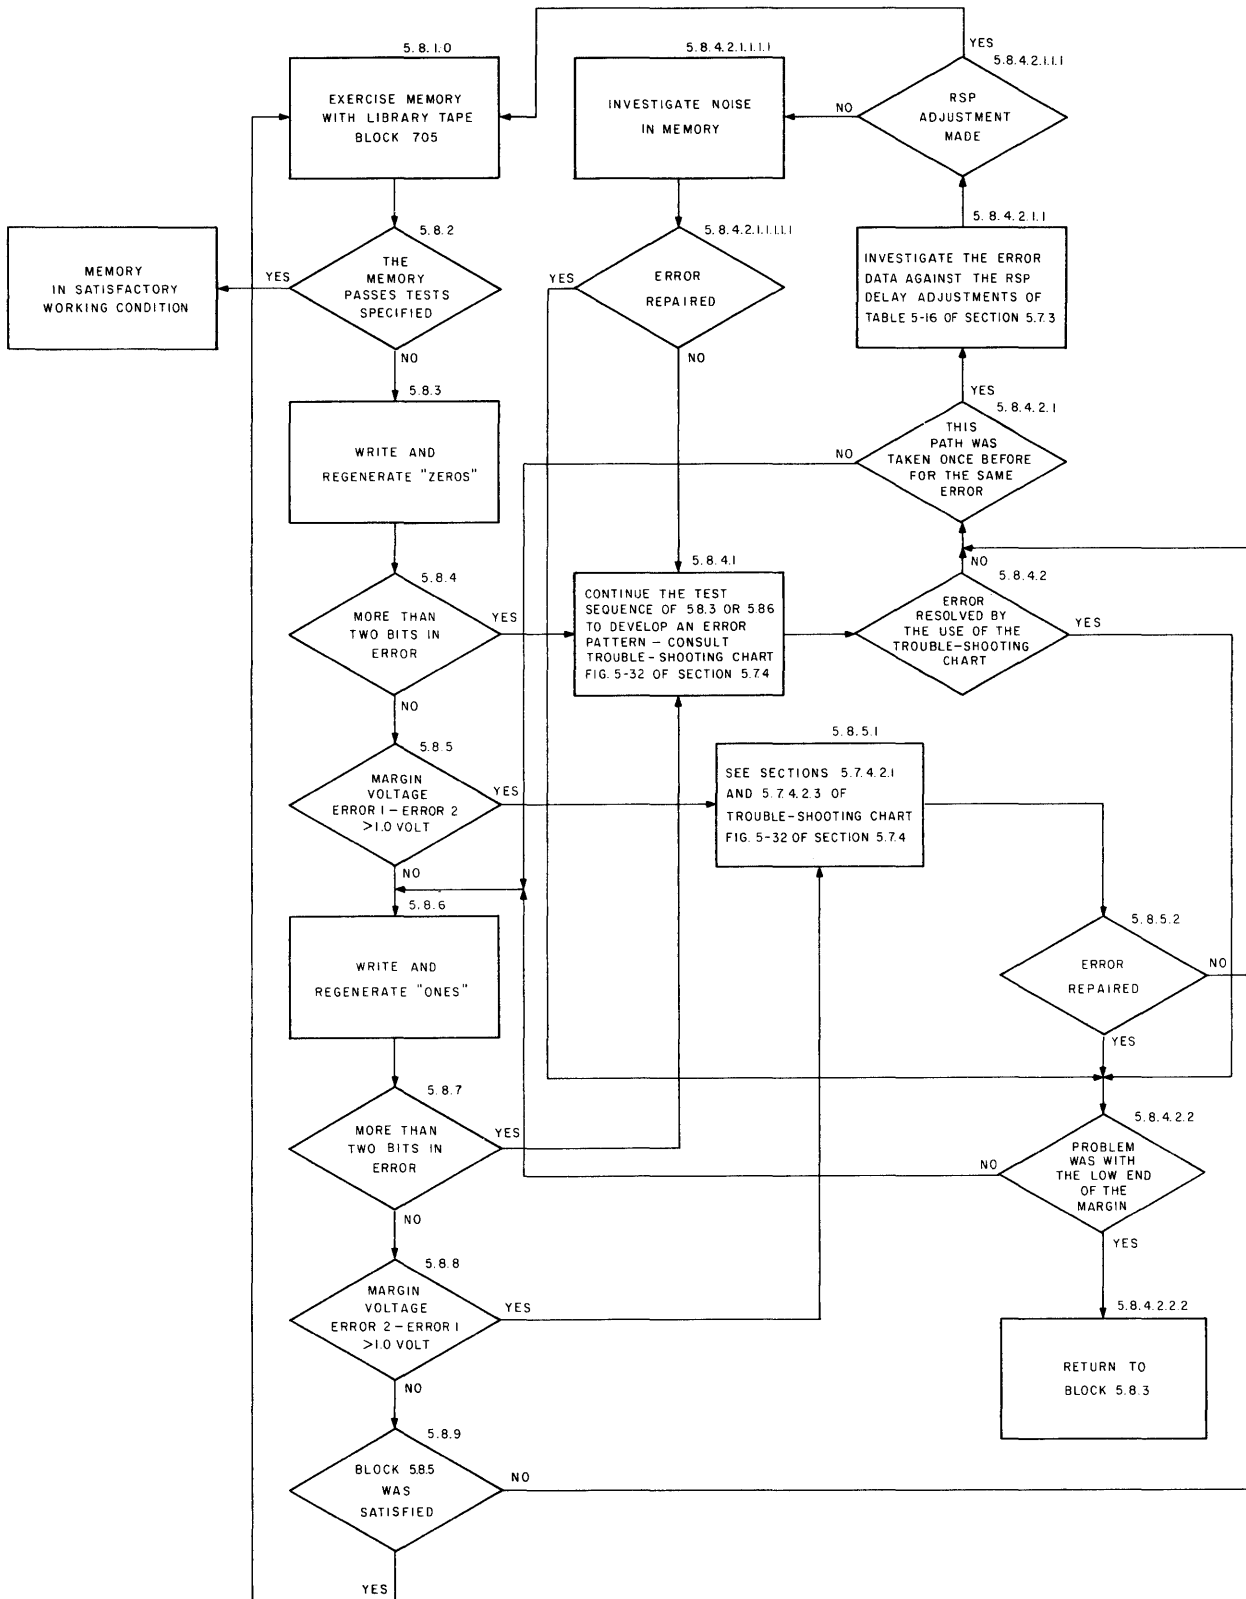 YES
5.8.1.0
5.8.4.2.1.1.1.1
5.8.4.2.1.1.1
EXERCISE MEMORY
WITH LIBRARY TAPE
BLOCK 705
INVESTIGATE NOISE
IN MEMORY
NO
RSP
ADJUSTMENT
MADE
5.8.2
5.8.4.2.1.1.1.1.1
5.8.4.2.1.1
MEMORY
IN SATISFACTORY
WORKING CONDITION
YES
THE
MEMORY
PASSES TESTS
SPECIFIED
NO
YES
ERROR
REPAIRED
NO
INVESTIGATE THE ERROR
DATA AGAINST THE RSP
DELAY ADJUSTMENTS OF
TABLE 5-16 OF SECTION 5.7.3
5.8.3
WRITE AND
REGENERATE "ZEROS"
YES
5.8.4.2.1
NO
THIS
PATH WAS
TAKEN ONCE BEFORE
FOR THE SAME
ERROR
5.8.4
MORE THAN
TWO BITS IN
ERROR
YES
NO
5.8.4.1
CONTINUE THE TEST
SEQUENCE OF 5.8.3 OR 5.8.6
TO DEVELOP AN ERROR
PATTERN - CONSULT
TROUBLE-SHOOTING CHART
FIG. 5-32 OF SECTION 5.7.4
NO
5.8.4.2
ERROR
RESOLVED BY
THE USE OF THE
TROUBLE-SHOOTING
CHART
YES
5.8.5
MARGIN
VOLTAGE
ERROR 1 - ERROR 2
>1.0 VOLT
YES
NO
5.8.5.1
SEE SECTIONS 5.7.4.2.1
AND 5.7.4.2.3 OF
TROUBLE-SHOOTING CHART
FIG. 5-32 OF SECTION 5.7.4
5.8.6
WRITE AND
REGENERATE "ONES"
5.8.5.2
ERROR
REPAIRED
NO
YES
5.8.7
MORE THAN
TWO BITS IN
ERROR
YES
NO
5.8.4.2.2
NO
PROBLEM
WAS WITH
THE LOW END
OF THE
MARGIN
YES
5.8.8
MARGIN
VOLTAGE
ERROR 2 - ERROR 1
>1.0 VOLT
YES
NO
5.8.4.2.2.2
RETURN TO
BLOCK 5.8.3
5.8.9
BLOCK 5.8.5
WAS
SATISFIED
NO
YES